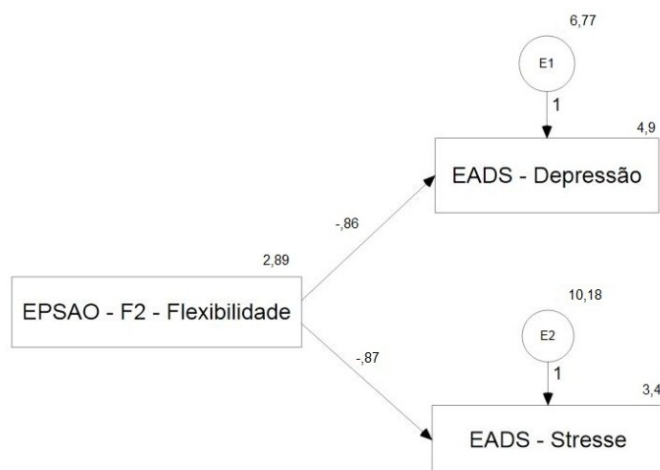 6,77
E1
1
4,9
EADS - Depressão
-,86
2,89
EPSAO - F2 - Flexibilidade
10,18
E2
-,87
1
3,4
EADS - Stresse